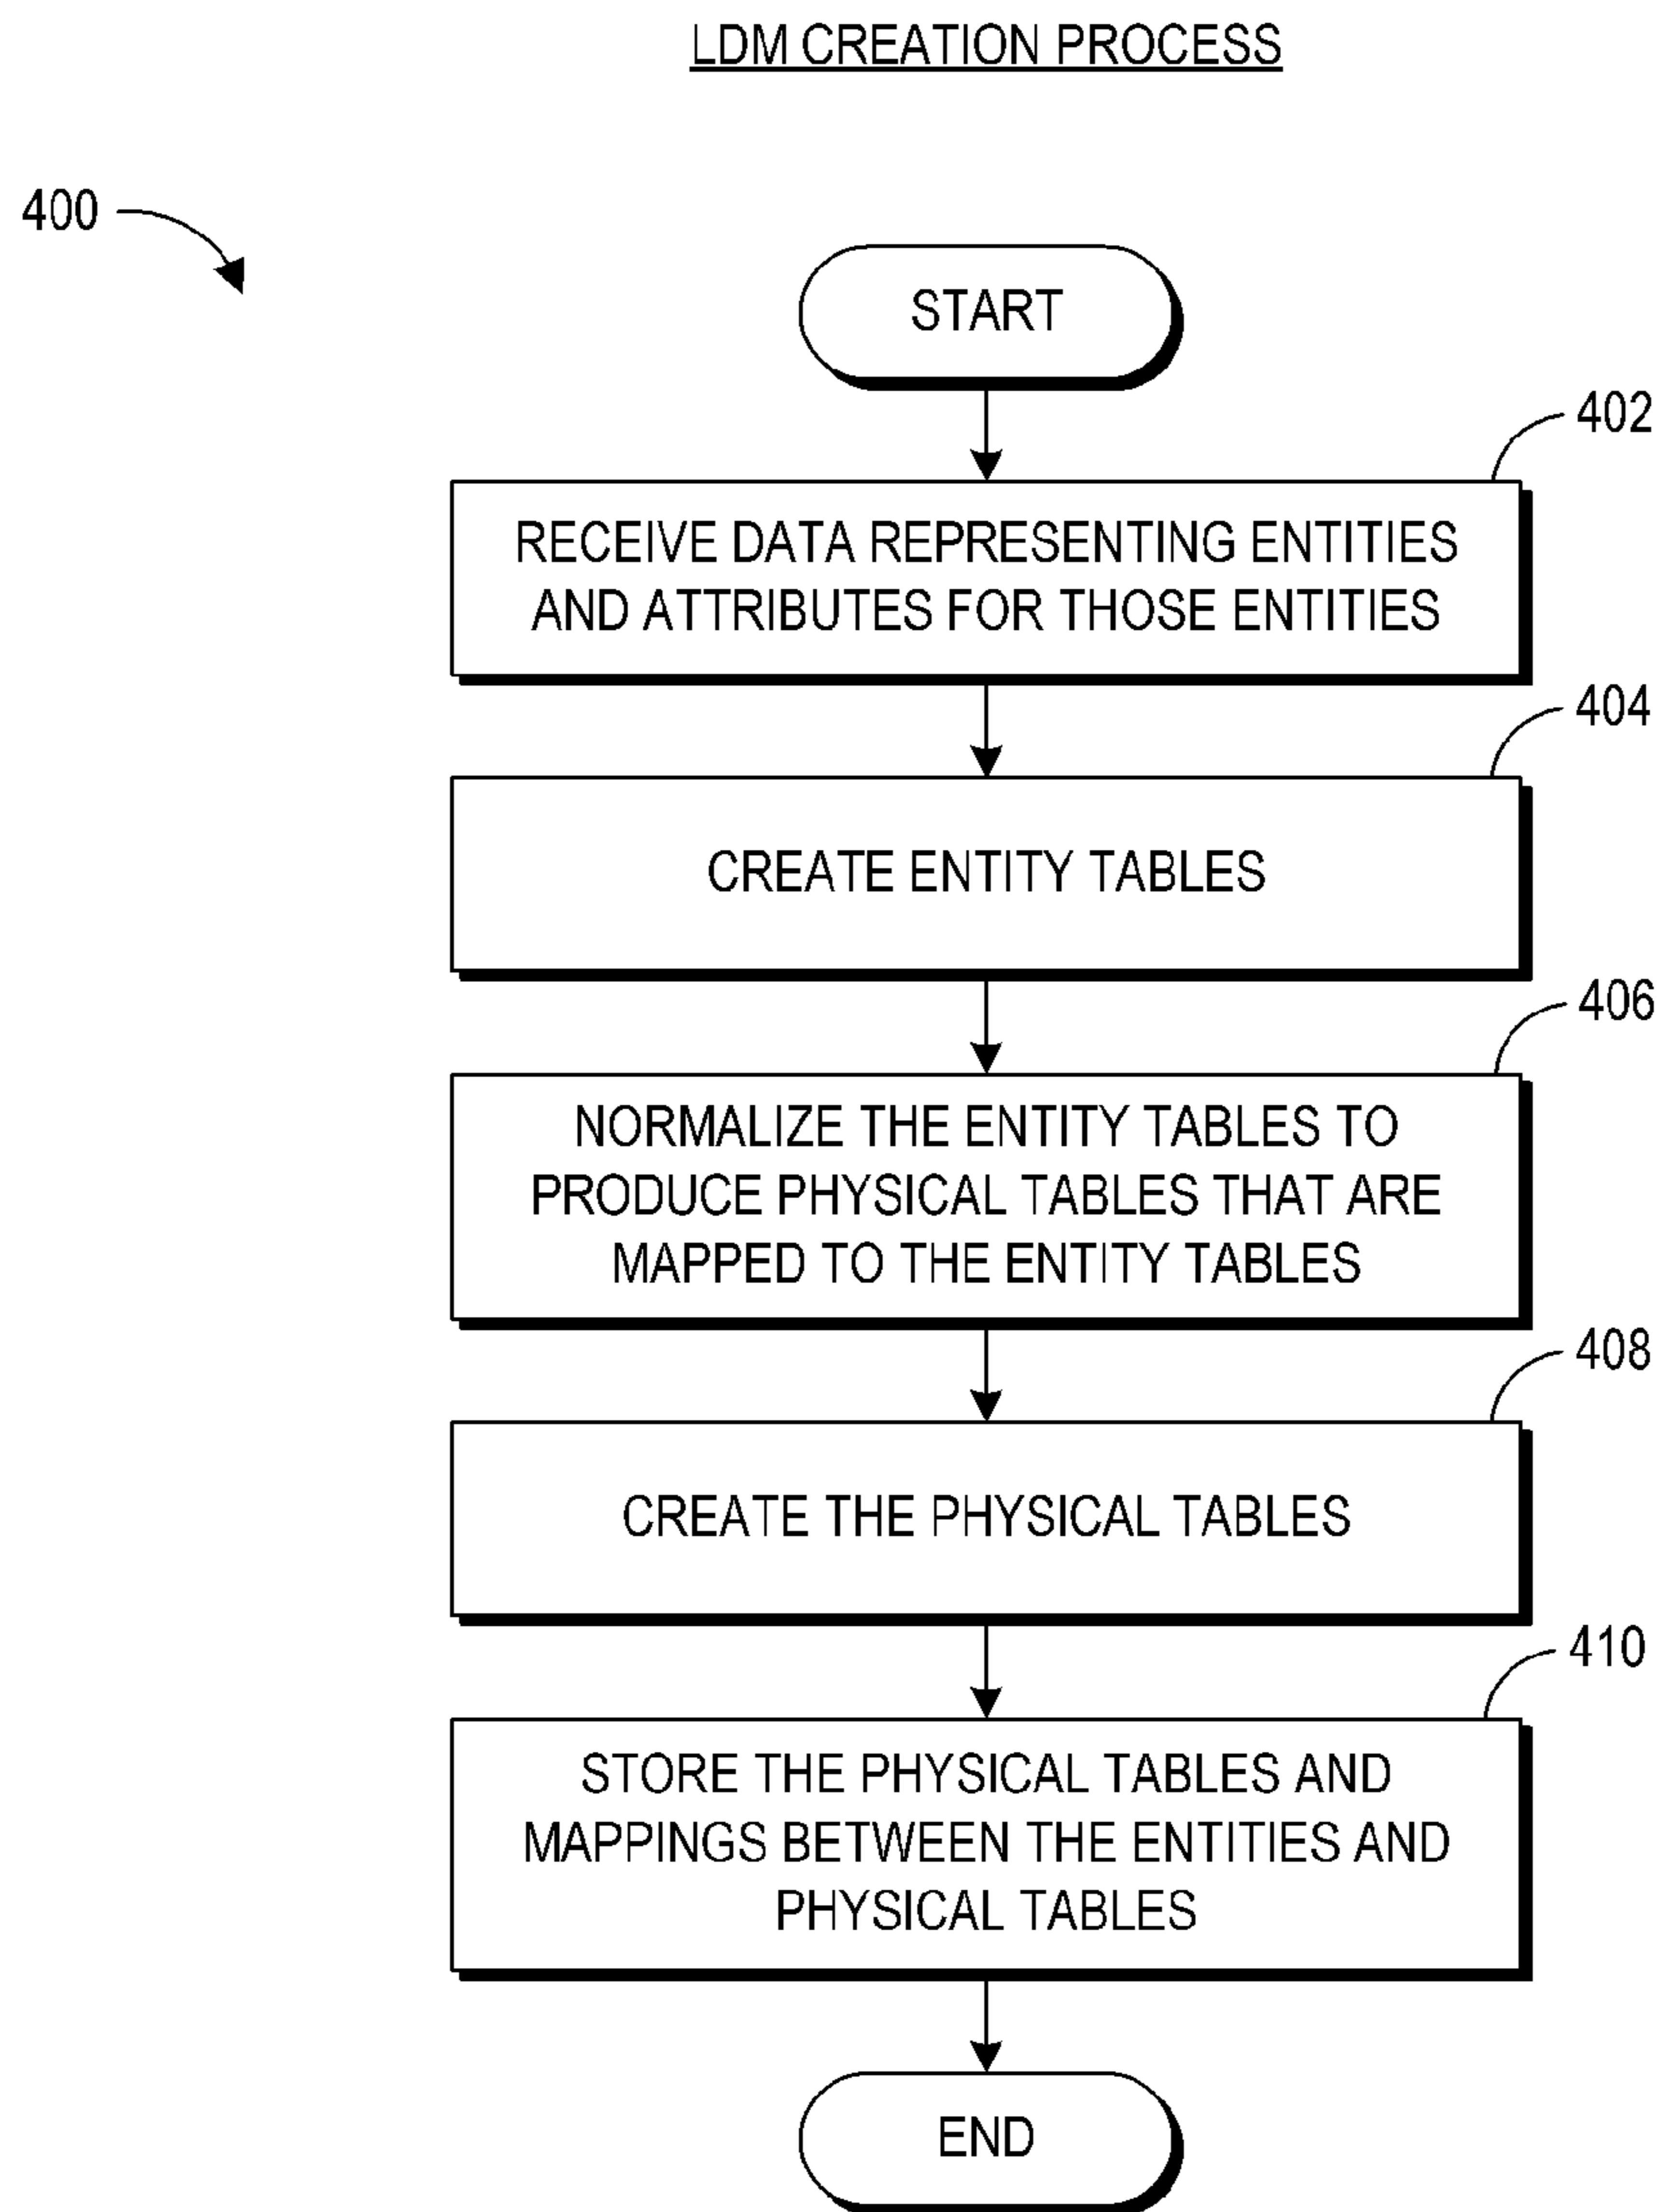 LDM CREATION PROCESS
400
START
402
RECEIVE DATA REPRESENTING ENTITIES
AND ATTRIBUTES FOR THOSE ENTITIES
404
CREATE ENTITY TABLES
406
NORMALIZE THE ENTITY TABLES TO
PRODUCE PHYSICAL TABLES THAT ARE
MAPPED TO THE ENTITY TABLES
408
CREATE THE PHYSICAL TABLES
410
STORE THE PHYSICAL TABLES AND
MAPPINGS BETWEEN THE ENTITIES AND
PHYSICAL TABLES
END